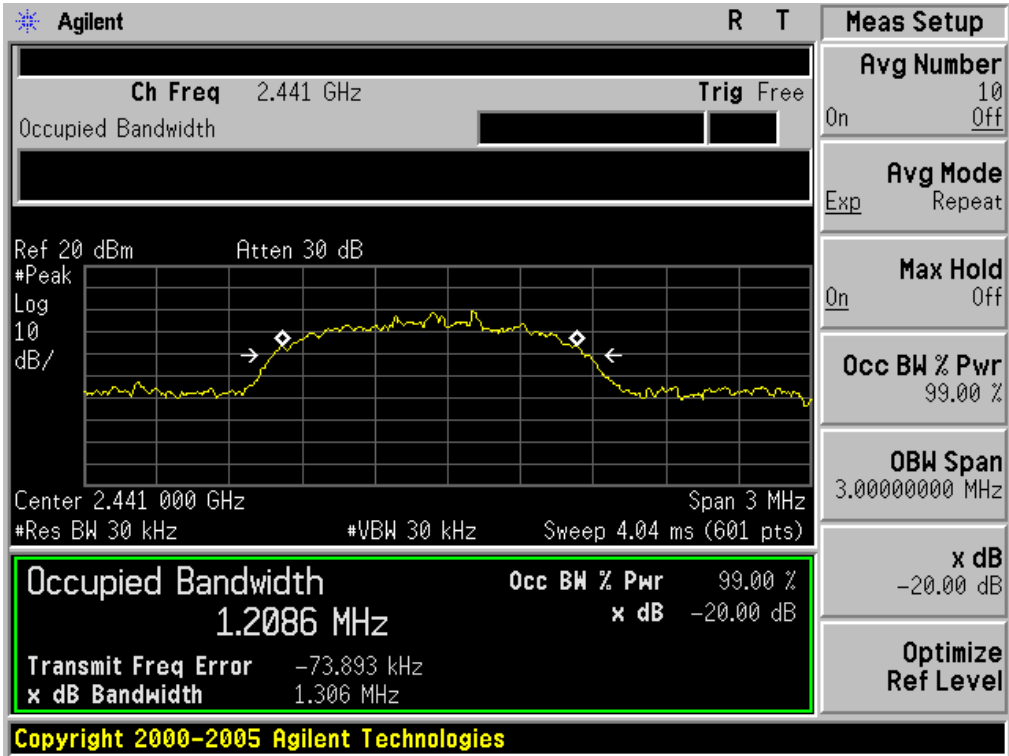 Agilent R T
Ch Freq 2.441 GHz Trig Free
Occupied Bandwidth
Ref 20 dBm Atten 30 dB
#Peak
Log
10
dB/
Center 2.441 000 GHz Span 3 MHz
#Res BW 30 kHz #VBW 30 kHz Sweep 4.04 ms (601 pts)
Occupied Bandwidth Occ BW % Pwr 99.00 %
1.2086 MHz x dB -20.00 dB
Transmit Freq Error -73.893 kHz
x dB Bandwidth 1.306 MHz
Copyright 2000-2005 Agilent Technologies
Meas Setup
Avg Number
10
On Off
Avg Mode
Exp Repeat
Max Hold
On Off
Occ BW % Pwr
99.00 %
OBW Span
3.00000000 MHz
x dB
-20.00 dB
Optimize
Ref Level